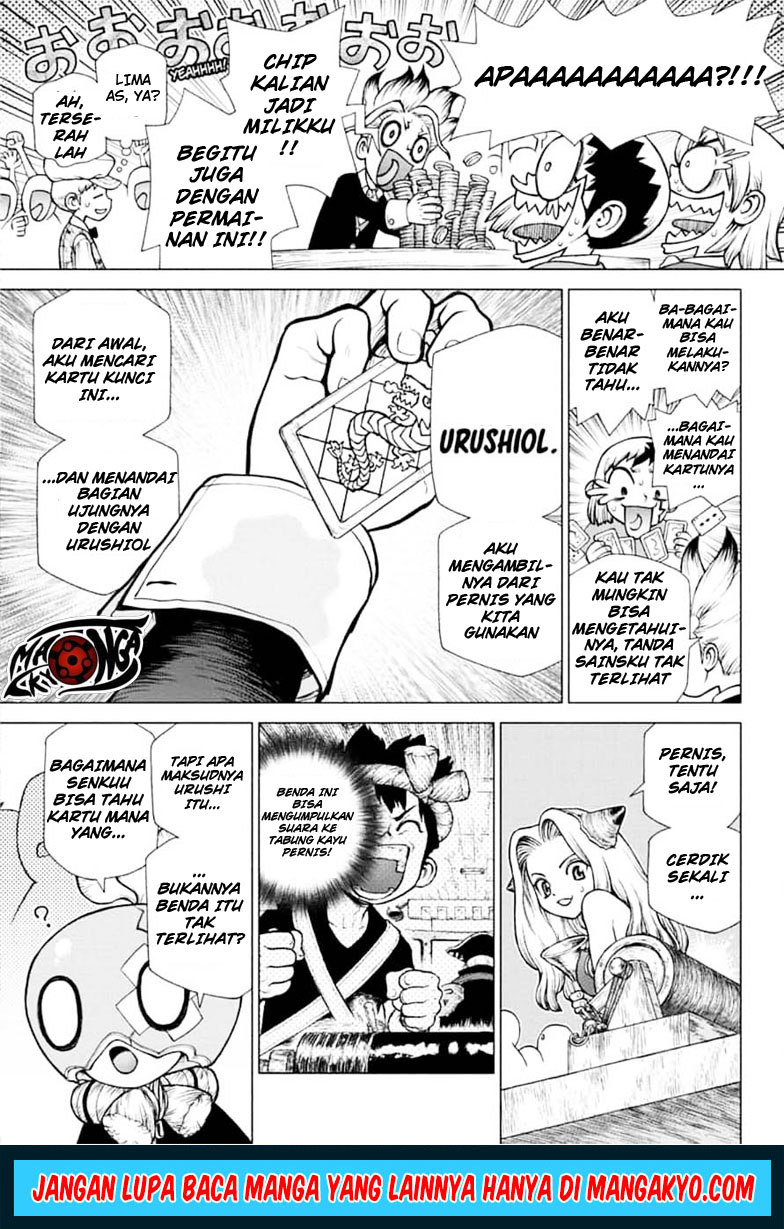 APAAAAAAAAAAA?!!!
CHIP
KALIAN
JADI
MILIKKU
!!
BEGITU
JUGA
DENGAN
PERMAI-
NAN INI!!
おおおおおおお
YEAHHHH!
LIMA
AS, YA?
AH,
TERSE-
RAH
LAH
BA-BAGAI-
MANA KAU
BISA
MELAKU-
KANNYA?
AKU
BENAR-
BENAR
TIDAK
TAHU...
...BAGAI-
MANA KAU
MENANDAI
KARTUNYA
...
KAU TAK
MUNGKIN
BISA
MENGETAHUI-
NYA, TANDA
SAINSKU TAK
TERLIHAT
URUSHIOL.
AKU
MENGAMBIL-
NYA DARI
PERNIS YANG
KITA
GUNAKAN
DARI AWAL,
AKU MENCARI
KARTU KUNCI
INI...
...DAN MENANDAI
BAGIAN
UJUNGNYA
DENGAN
URUSHIOL
MANGA
KYO
PERNIS,
TENTU
SAJA!
CERDIK
SEKALI
...
BENDA INI
BISA
MENGUMPULKAN
SUARA KE
TABUNG KAYU
PERNIS!
TAPI APA
MAKSUDNYA
URUSHI
ITU...
...
BUKANNYA
BENDA ITU
TAK
TERLIHAT?
BAGAIMANA
SENKUU
BISA TAHU
KARTU MANA
YANG...
?
JANGAN LUPA BACA MANGA YANG LAINNYA HANYA DI MANGAKYO.COM